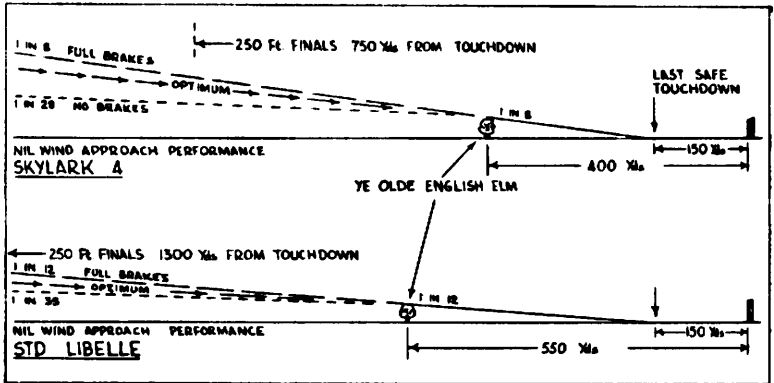 1 IN 8 FULL BRAKES
250 Ft. FINALS 750 Yds FROM TOUCHDOWN
OPTIMUM
1 IN 29 NO BRAKES
1 IN 8
LAST SAFE
TOUCHDOWN
NIL WIND APPROACH PERFORMANCE
SKYLARK 4
150 Yds
400 Yds
YE OLDE ENGLISH ELM
250 Ft FINALS 1300 Yds FROM TOUCHDOWN
1 IN 12 FULL BRAKES
OPTIMUM
1 IN 35
1 IN 12
NIL WIND APPROACH PERFORMANCE
STD LIBELLE
150 Yds
550 Yds